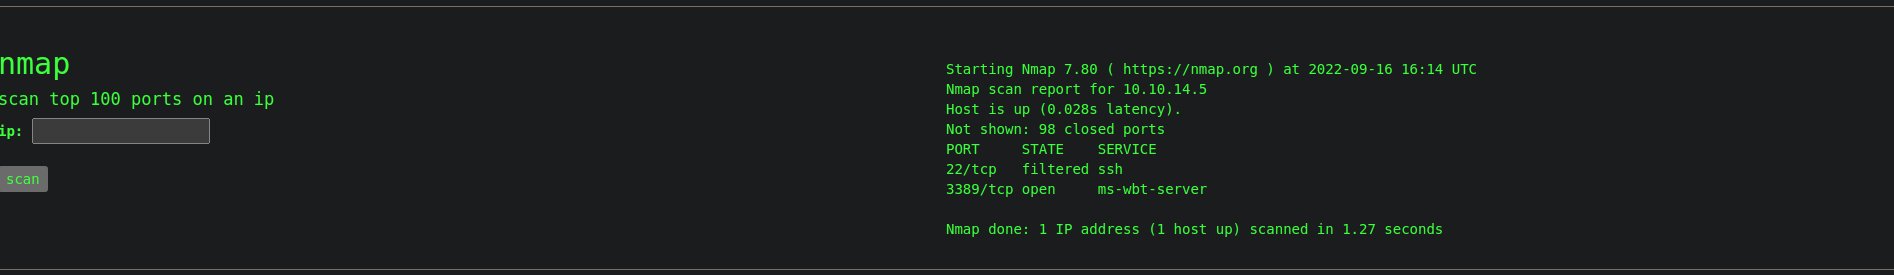 nmap
scan top 100 ports on an ip
ip:
scan
Starting Nmap 7.80 ( https://nmap.org ) at 2022-09-16 16:14 UTC
Nmap scan report for 10.10.14.5
Host is up (0.028s latency).
Not shown: 98 closed ports
PORT     STATE    SERVICE
22/tcp   filtered ssh
3389/tcp open     ms-wbt-server
Nmap done: 1 IP address (1 host up) scanned in 1.27 seconds